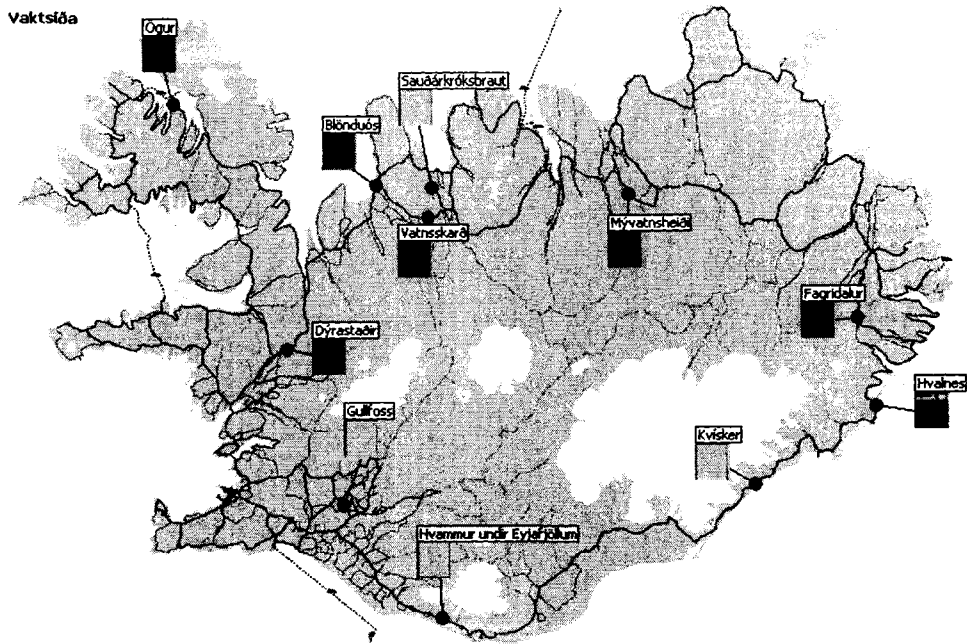 Vaktsíða
Ögur
Sauðárkróksbraut
Blönduós
Vatnsskarð
Mývatnsheiði
Fagridalur
Dýrastaðir
Hvalnes
Gullfoss
Kvísker
Hvammur undir Eyjafjöllum